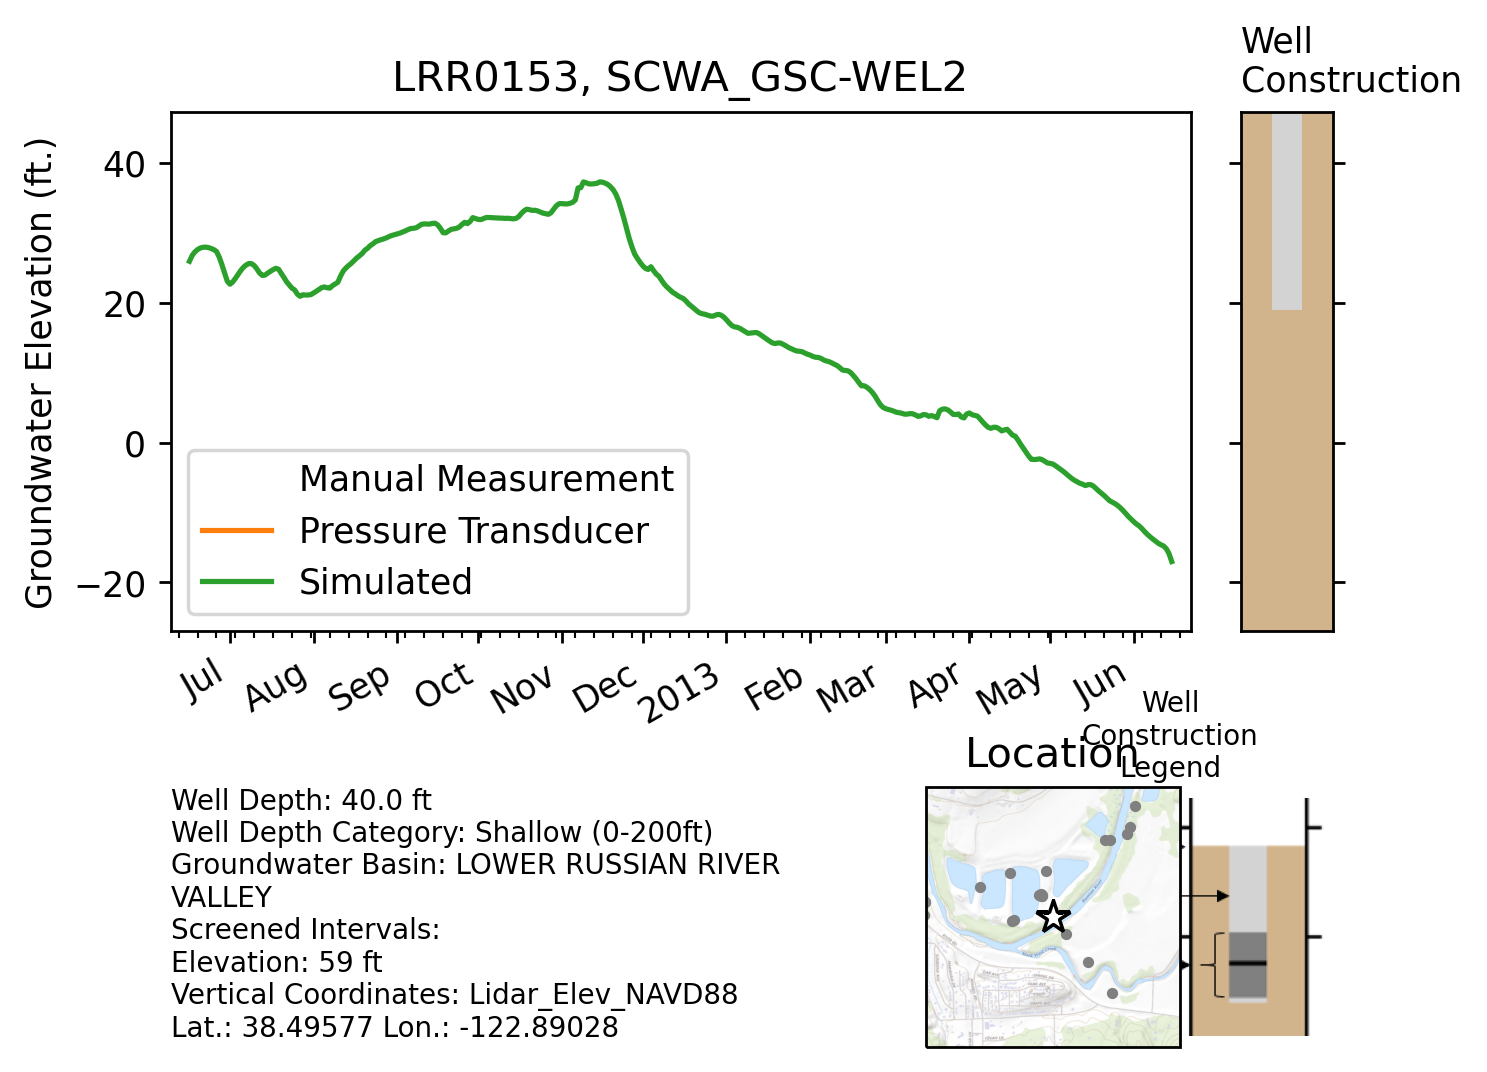 Well
Construction
LRR0153, SCWA_GSC-WEL2
Groundwater Elevation (ft.)
40
20
0
−20
Manual Measurement
Pressure Transducer
Simulated
Jul
Aug
Sep
Oct
Nov
Dec
2013
Feb
Mar
Apr
May
Jun
Well
Construction
Legend
Location
Well Depth: 40.0 ft
Well Depth Category: Shallow (0-200ft)
Groundwater Basin: LOWER RUSSIAN RIVER
VALLEY
Screened Intervals:
Elevation: 59 ft
Vertical Coordinates: Lidar_Elev_NAVD88
Lat.: 38.49577 Lon.: -122.89028